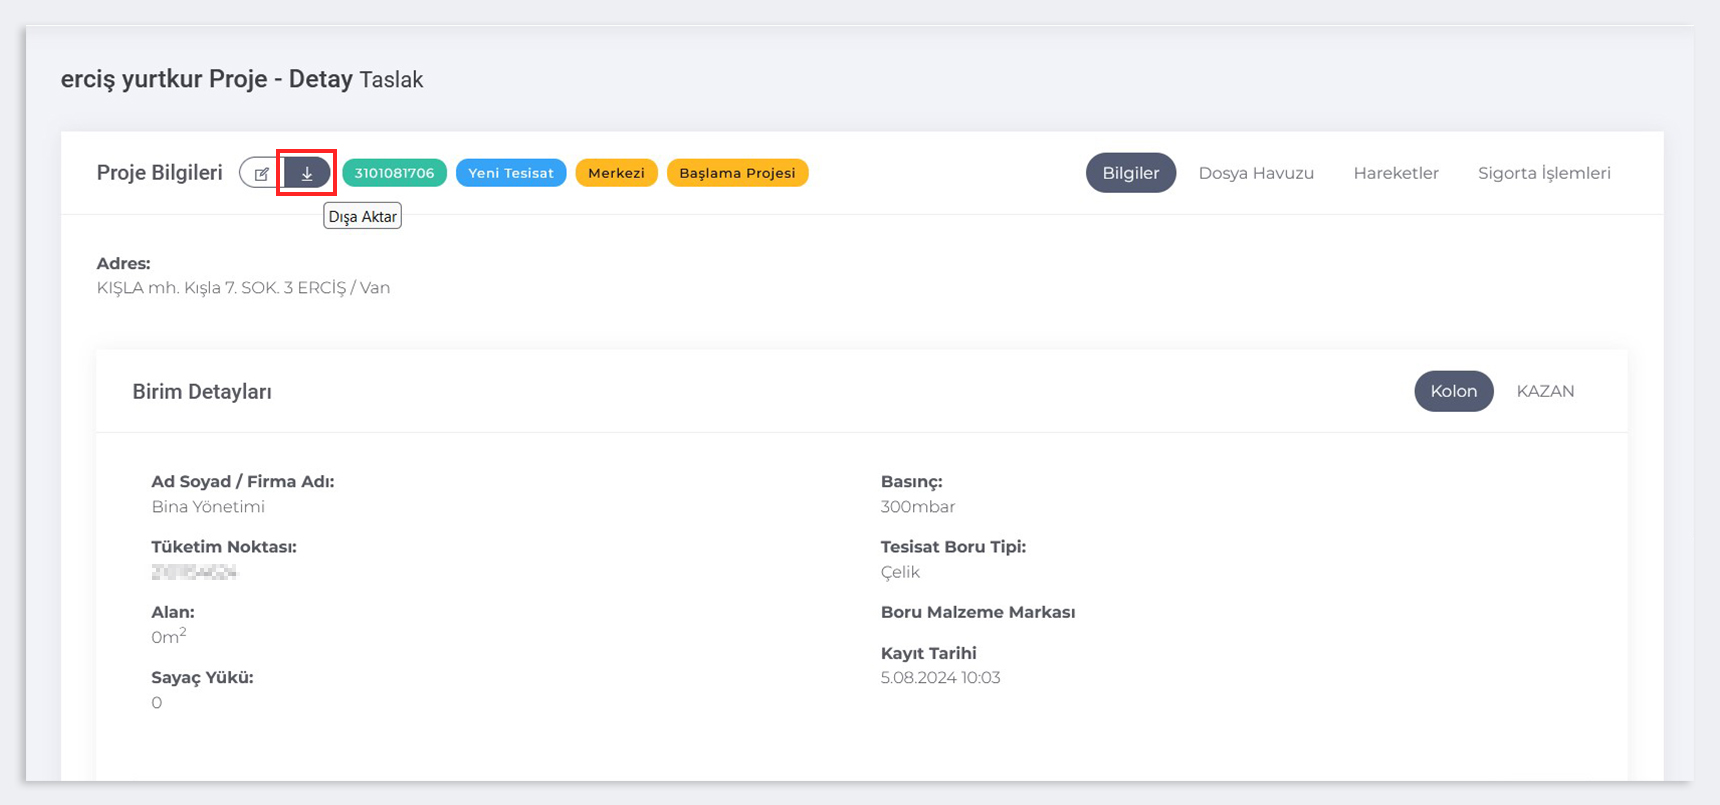 erciş yurtkur Proje - Detay Taslak
Proje Bilgileri 3101081706 Yeni Tesisat Merkezi Başlama Projesi Bilgiler Dosya Havuzu Hareketler Sigorta İşlemleri
Dışa Aktar
Adres:
KIŞLA mh. Kışla 7. SOK. 3 ERCİŞ / Van
Birim Detayları Kolon KAZAN
Ad Soyad / Firma Adı:
Bina Yönetimi
Tüketim Noktası:
Alan:
0m²
Sayaç Yükü:
0
Basınç:
300mbar
Tesisat Boru Tipi:
Çelik
Boru Malzeme Markası
Kayıt Tarihi
5.08.2024 10:03